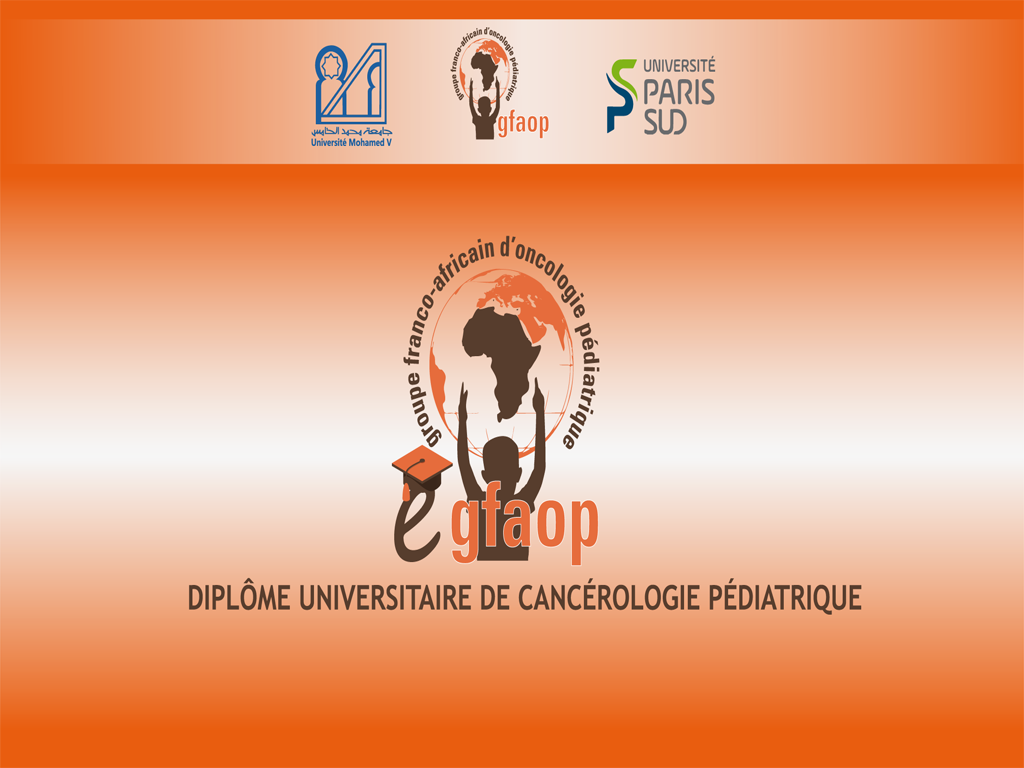 جامعة محمد الخامس
Université Mohamed V
groupe franco-africain d'oncologie pédiatrique
gfaop
UNIVERSITÉ
PARIS
SUD
groupe franco-africain d'oncologie pédiatrique
e gfaop
DIPLÔME UNIVERSITAIRE DE CANCÉROLOGIE PÉDIATRIQUE